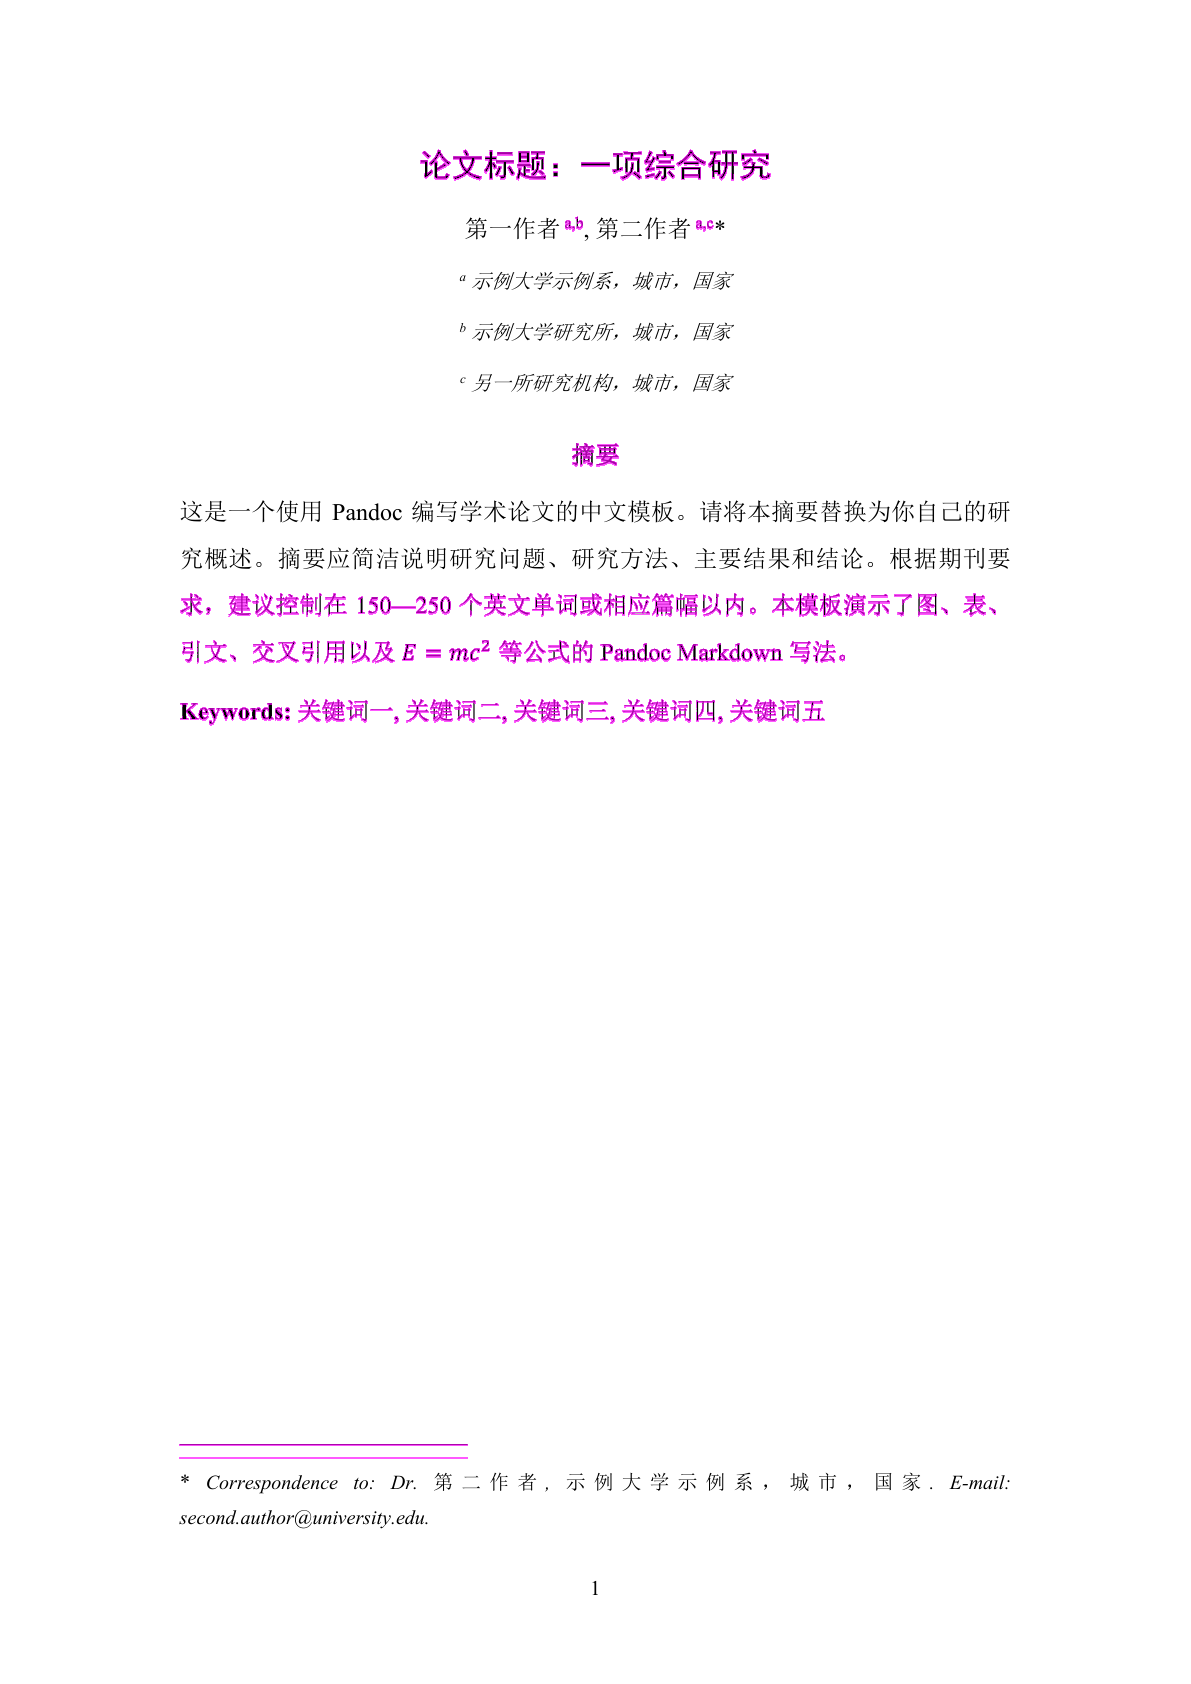 论文标题：一项综合研究
第一作者 a,b, 第二作者 a,c*
a 示例大学示例系，城市，国家
b 示例大学研究所，城市，国家
c 另一所研究机构，城市，国家
摘要
这是一个使用 Pandoc 编写学术论文的中文模板。请将本摘要替换为你自己的研
究概述。摘要应简洁说明研究问题、研究方法、主要结果和结论。根据期刊要
求，建议控制在 150—250 个英文单词或相应篇幅以内。本模板演示了图、表、
引文、交叉引用以及 E = mc² 等公式的 Pandoc Markdown 写法。
Keywords: 关键词一, 关键词二, 关键词三, 关键词四, 关键词五
* Correspondence to: Dr. 第二作者, 示例大学示例系，城市，国家. E-mail:
second.author@university.edu.
1